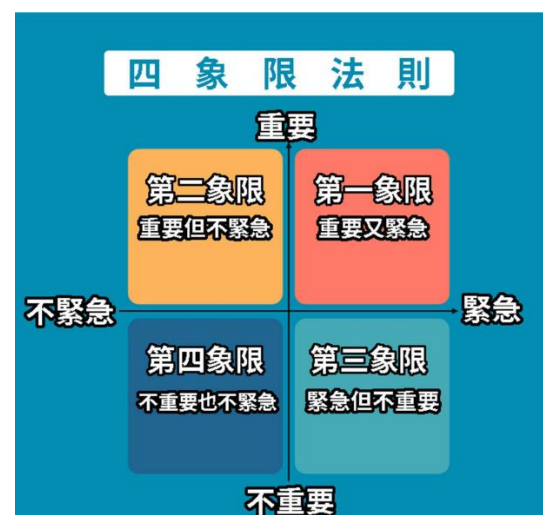 四象限法則
重要
第二象限
重要但不緊急
第一象限
重要又緊急
不緊急
緊急
第四象限
不重要也不緊急
第三象限
緊急但不重要
不重要